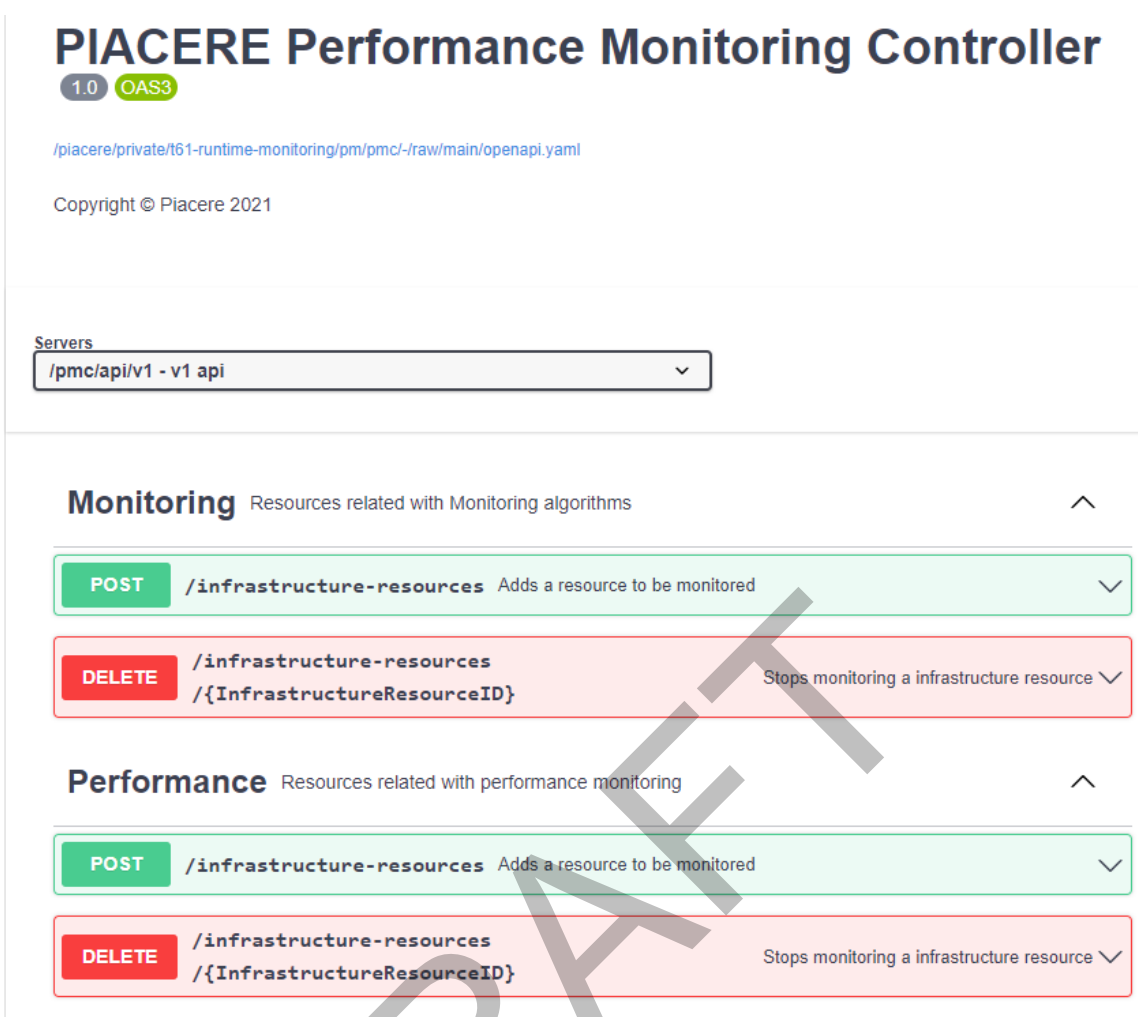 PIACERE Performance Monitoring Controller
1.0 OAS3
/piacere/private/t61-runtime-monitoring/pm/pmc/-/raw/main/openapi.yaml
Copyright © Piacere 2021
Servers
/pmc/api/v1 - v1 api
Monitoring Resources related with Monitoring algorithms
POST /infrastructure-resources Adds a resource to be monitored
DELETE /infrastructure-resources
/{InfrastructureResourceID} Stops monitoring a infrastructure resource
Performance Resources related with performance monitoring
POST /infrastructure-resources Adds a resource to be monitored
DELETE /infrastructure-resources
/{InfrastructureResourceID} Stops monitoring a infrastructure resource
RAFT